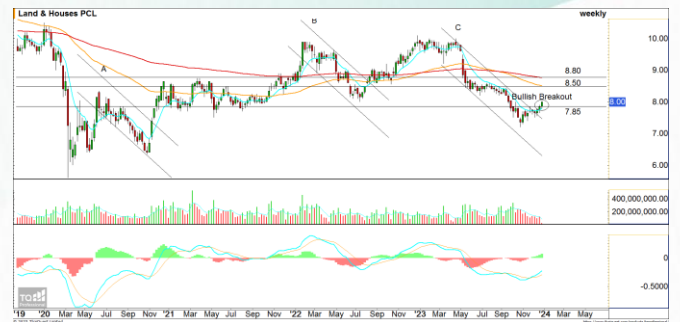 Land & Houses PCL weekly
A
B
C
10.00
9.00
8.80
8.50
Bullish Breakout
8.00
7.85
7.00
6.00
400,000,000.00
200,000,000.00
0
-0.5000
'19 '20 Mar May Jul Sep Nov '21 Mar May Jul Sep Nov '22 Mar May Jul Sep Nov '23 Mar May Jul Sep Nov '24 Mar May
Professional